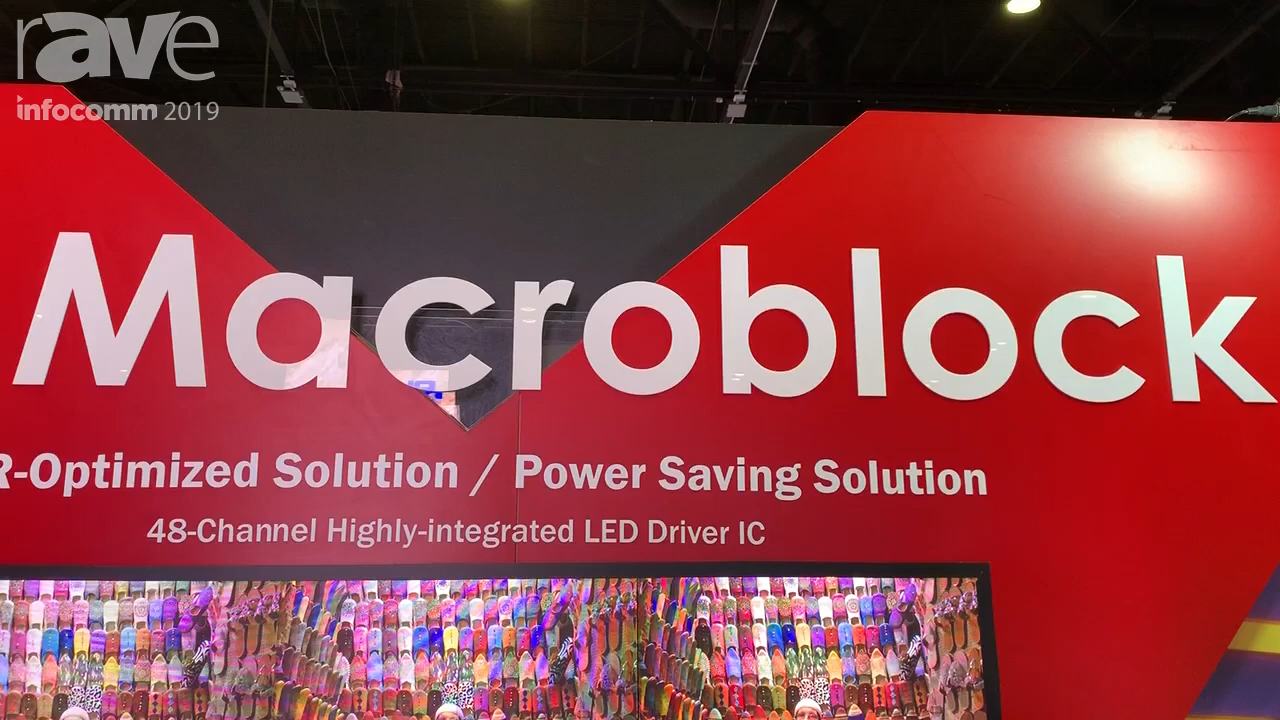 rAVe
infocomm 2019
Macroblock
R-Optimized Solution / Power Saving Solution
48-Channel Highly-integrated LED Driver IC